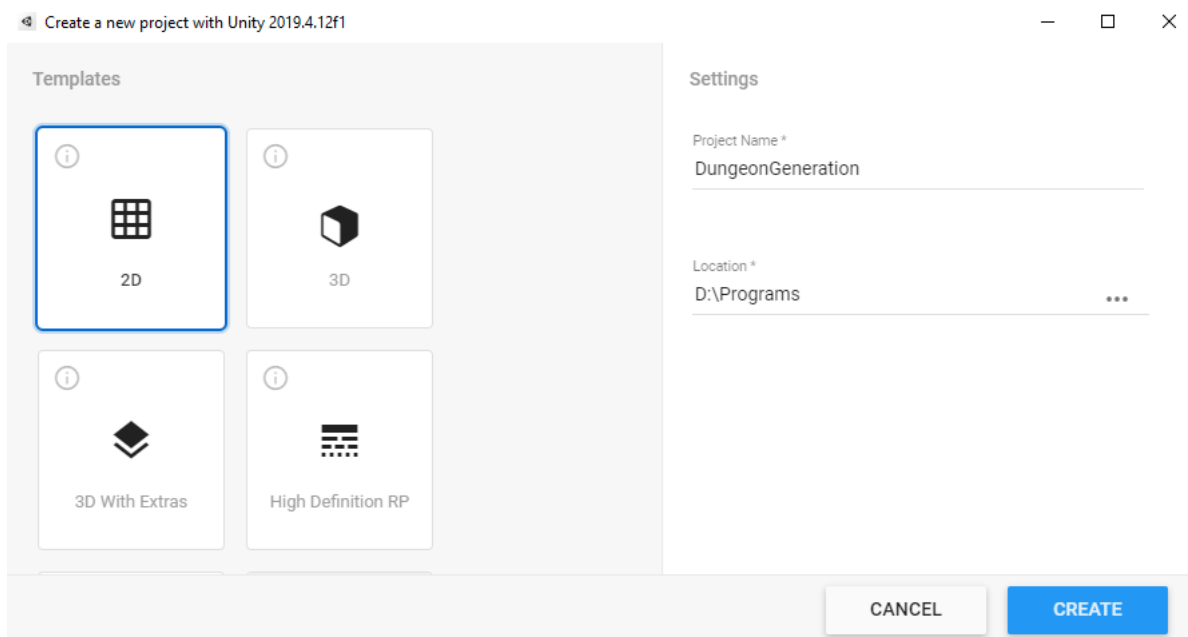 Create a new project with Unity 2019.4.12f1
Templates
2D
3D
3D With Extras
High Definition RP
Settings
Project Name *
DungeonGeneration
Location *
D:\Programs
CANCEL
CREATE